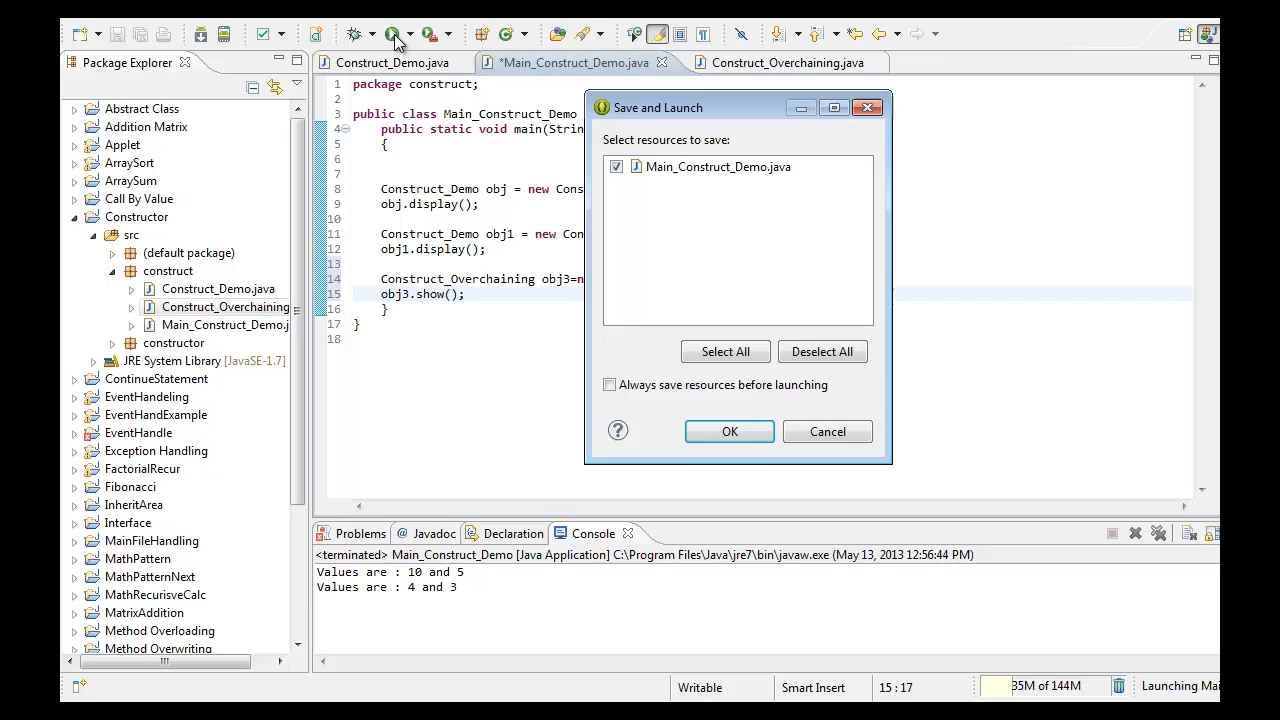 Package Explorer
Construct_Demo.java
*Main_Construct_Demo.java
Construct_Overchaining.java
Abstract Class
Addition Matrix
Applet
ArraySort
ArraySum
Call By Value
Constructor
src
(default package)
construct
Construct_Demo.java
Construct_Overchaining
Main_Construct_Demo.j
constructor
JRE System Library [JavaSE-1.7]
ContinueStatement
EventHandeling
EventHandExample
EventHandle
Exception Handling
FactorialRecur
Fibonacci
InheritArea
Interface
MainFileHandling
MathPattern
MathPatternNext
MathRecurisveCalc
MatrixAddition
Method Overloading
Method Overwriting
1 package construct;
2
3 public class Main_Construct_Demo
4 public static void main(Strin
5 {
6
7
8 Construct_Demo obj = new Cons
9 obj.display();
10
11 Construct_Demo obj1 = new Con
12 obj1.display();
13
14 Construct_Overchaining obj3=n
15 obj3.show();
16 }
17 }
18
Save and Launch
Select resources to save:
Main_Construct_Demo.java
Select All
Deselect All
Always save resources before launching
OK
Cancel
Problems
@ Javadoc
Declaration
Console
<terminated> Main_Construct_Demo [Java Application] C:\Program Files\Java\jre7\bin\javaw.exe (May 13, 2013 12:56:44 PM)
Values are : 10 and 5
Values are : 4 and 3
Writable
Smart Insert
15 : 17
35M of 144M
Launching Mai